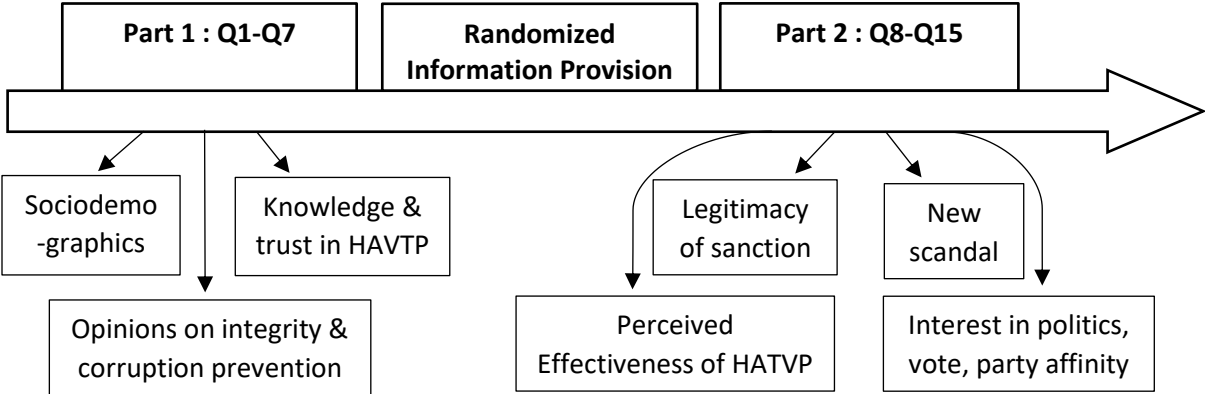 Part 1 : Q1-Q7
Randomized
Information Provision
Part 2 : Q8-Q15
Sociodemo
-graphics
Knowledge &
trust in HAVTP
Opinions on integrity &
corruption prevention
Legitimacy
of sanction
New
scandal
Perceived
Effectiveness of HATVP
Interest in politics,
vote, party affinity